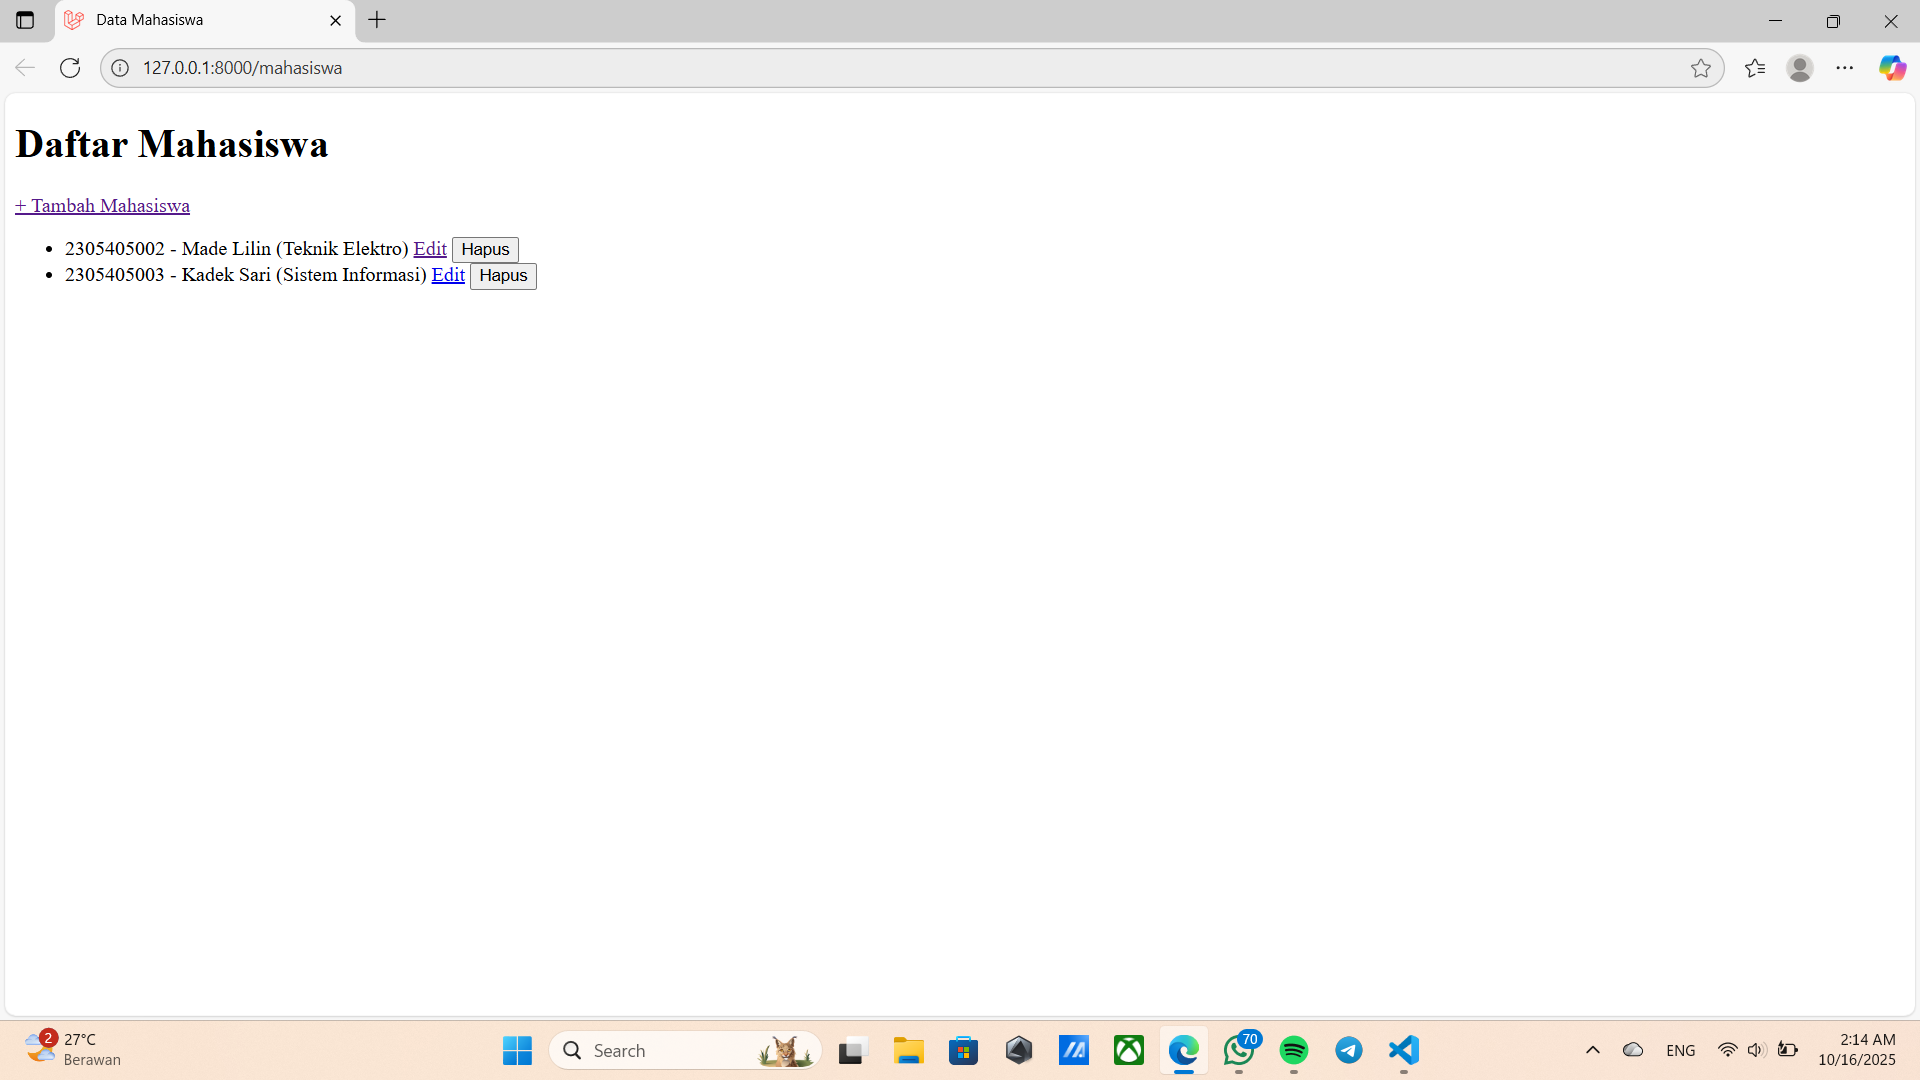 Data Mahasiswa
127.0.0.1:8000/mahasiswa
Daftar Mahasiswa
+ Tambah Mahasiswa
2305405002 - Made Lilin (Teknik Elektro) Edit Hapus
2305405003 - Kadek Sari (Sistem Informasi) Edit Hapus
2
27°C
Berawan
Search
70
ENG
2:14 AM
10/16/2025